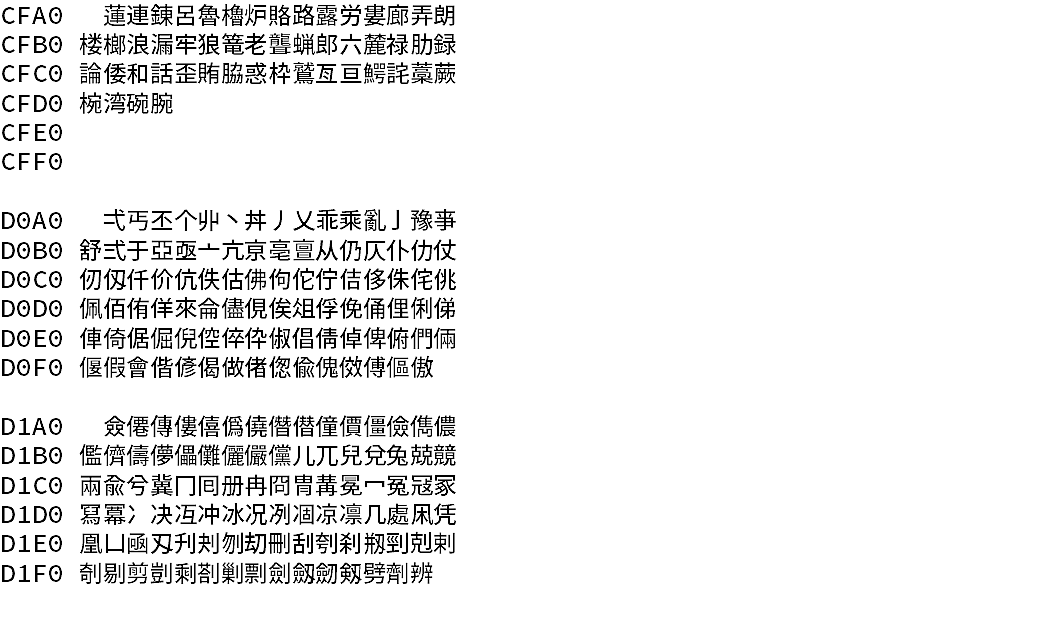 CFA0   蓮連錬呂魯櫓炉賂路露労婁廊弄朗
CFB0 楼榔浪漏牢狼篭老聾蝋郎六麓禄肋録
CFC0 論倭和話歪賄脇惑枠鷲亙亘鰐詫藁蕨
CFD0 椀湾碗腕
CFE0
CFF0
D0A0   弌丐丕个丱丶丼丿乂乖乘亂亅豫亊
D0B0 舒弍于亞亟亠亢亰亳亶从仍仄仆仂仗
D0C0 仞仭仟价伉佚估佛佝佗佇佶侈侏侘佻
D0D0 佩佰侑佯來侖儘俔俟俎俘俛俑俚俐俤
D0E0 俥倚倨倔倪倥倅伜俶倡倩倬俾俯們倆
D0F0 偃假會偕偐偈做偖偬偸傀傚傅傴傲
D1A0   僉僊傳僂僖僞僥僭僣僮價僵儉儁儂
D1B0 儖儕儔儚儡儺儷儼儻儿兀兒兌兔兢竸
D1C0 兩兪兮冀冂囘册冉冏冑冓冕冖冤冦冢
D1D0 冩冪冫决冱冲冰况冽凅凉凛几處凩凭
D1E0 凰凵凾刄刋刔刎刧刪刮刳刹剏剄剋剌
D1F0 剞剔剪剴剩剳剿剽劍劔劒剱劈劑辨